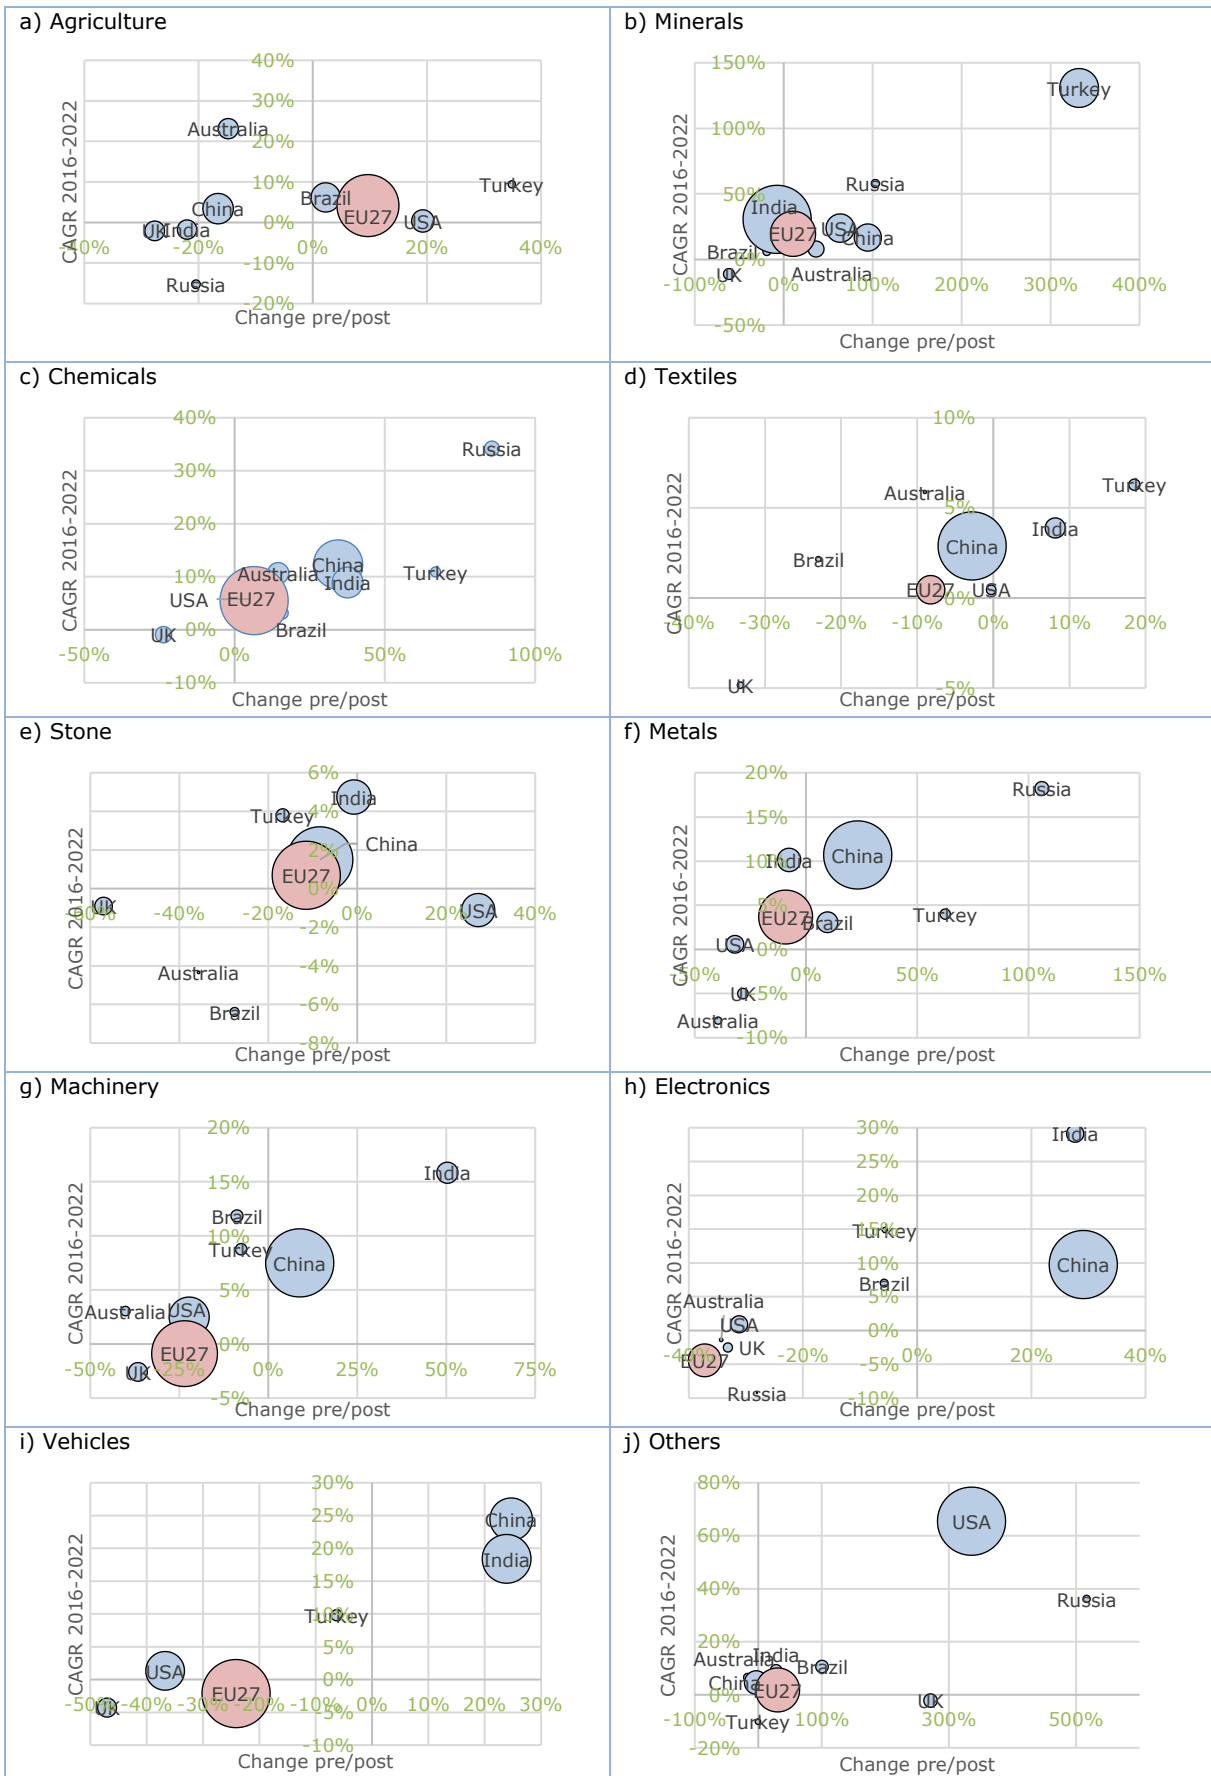 a) Agriculture
40%
30%
20%
10%
0%
-10%
-20%
-40%
-20%
0%
20%
40%
CAGR 2016-2022
Change pre/post
Australia
Turkey
Brazil
EU27
USA
China
UK
India
Russia
b) Minerals
150%
100%
50%
0%
-50%
-100%
0%
100%
200%
300%
400%
CAGR 2016-2022
Change pre/post
Turkey
Russia
India
EU27
USA
China
Brazil
UK
Australia
c) Chemicals
40%
30%
20%
10%
0%
-10%
-50%
0%
50%
100%
CAGR 2016-2022
Change pre/post
Russia
China
Australia
India
Turkey
USA
EU27
Brazil
UK
d) Textiles
10%
5%
0%
-5%
-40%
-30%
-20%
-10%
0%
10%
20%
CAGR 2016-2022
Change pre/post
Australia
Turkey
India
China
Brazil
EU27
USA
UK
e) Stone
6%
4%
2%
0%
-2%
-4%
-6%
-8%
-60%
-40%
-20%
0%
20%
40%
CAGR 2016-2022
Change pre/post
India
Turkey
China
EU27
UK
USA
Australia
Brazil
f) Metals
20%
15%
10%
5%
0%
-5%
-10%
-50%
0%
50%
100%
150%
CAGR 2016-2022
Change pre/post
Russia
India
China
EU27
Brazil
Turkey
USA
UK
Australia
g) Machinery
20%
15%
10%
5%
0%
-5%
-50%
-25%
0%
25%
50%
75%
CAGR 2016-2022
Change pre/post
India
Brazil
Turkey
China
Australia
USA
EU27
UK
h) Electronics
30%
25%
20%
15%
10%
5%
0%
-5%
-10%
-40%
-20%
0%
20%
40%
CAGR 2016-2022
Change pre/post
India
Turkey
China
Brazil
Australia
USA
UK
EU27
Russia
i) Vehicles
30%
25%
20%
15%
10%
5%
0%
-5%
-10%
-50%
-40%
-30%
-20%
-10%
0%
10%
20%
30%
CAGR 2016-2022
Change pre/post
China
India
Turkey
USA
EU27
UK
j) Others
80%
60%
40%
20%
0%
-20%
-100%
100%
300%
500%
CAGR 2016-2022
Change pre/post
USA
Russia
India
Australia
Brazil
China
EU27
UK
Turkey